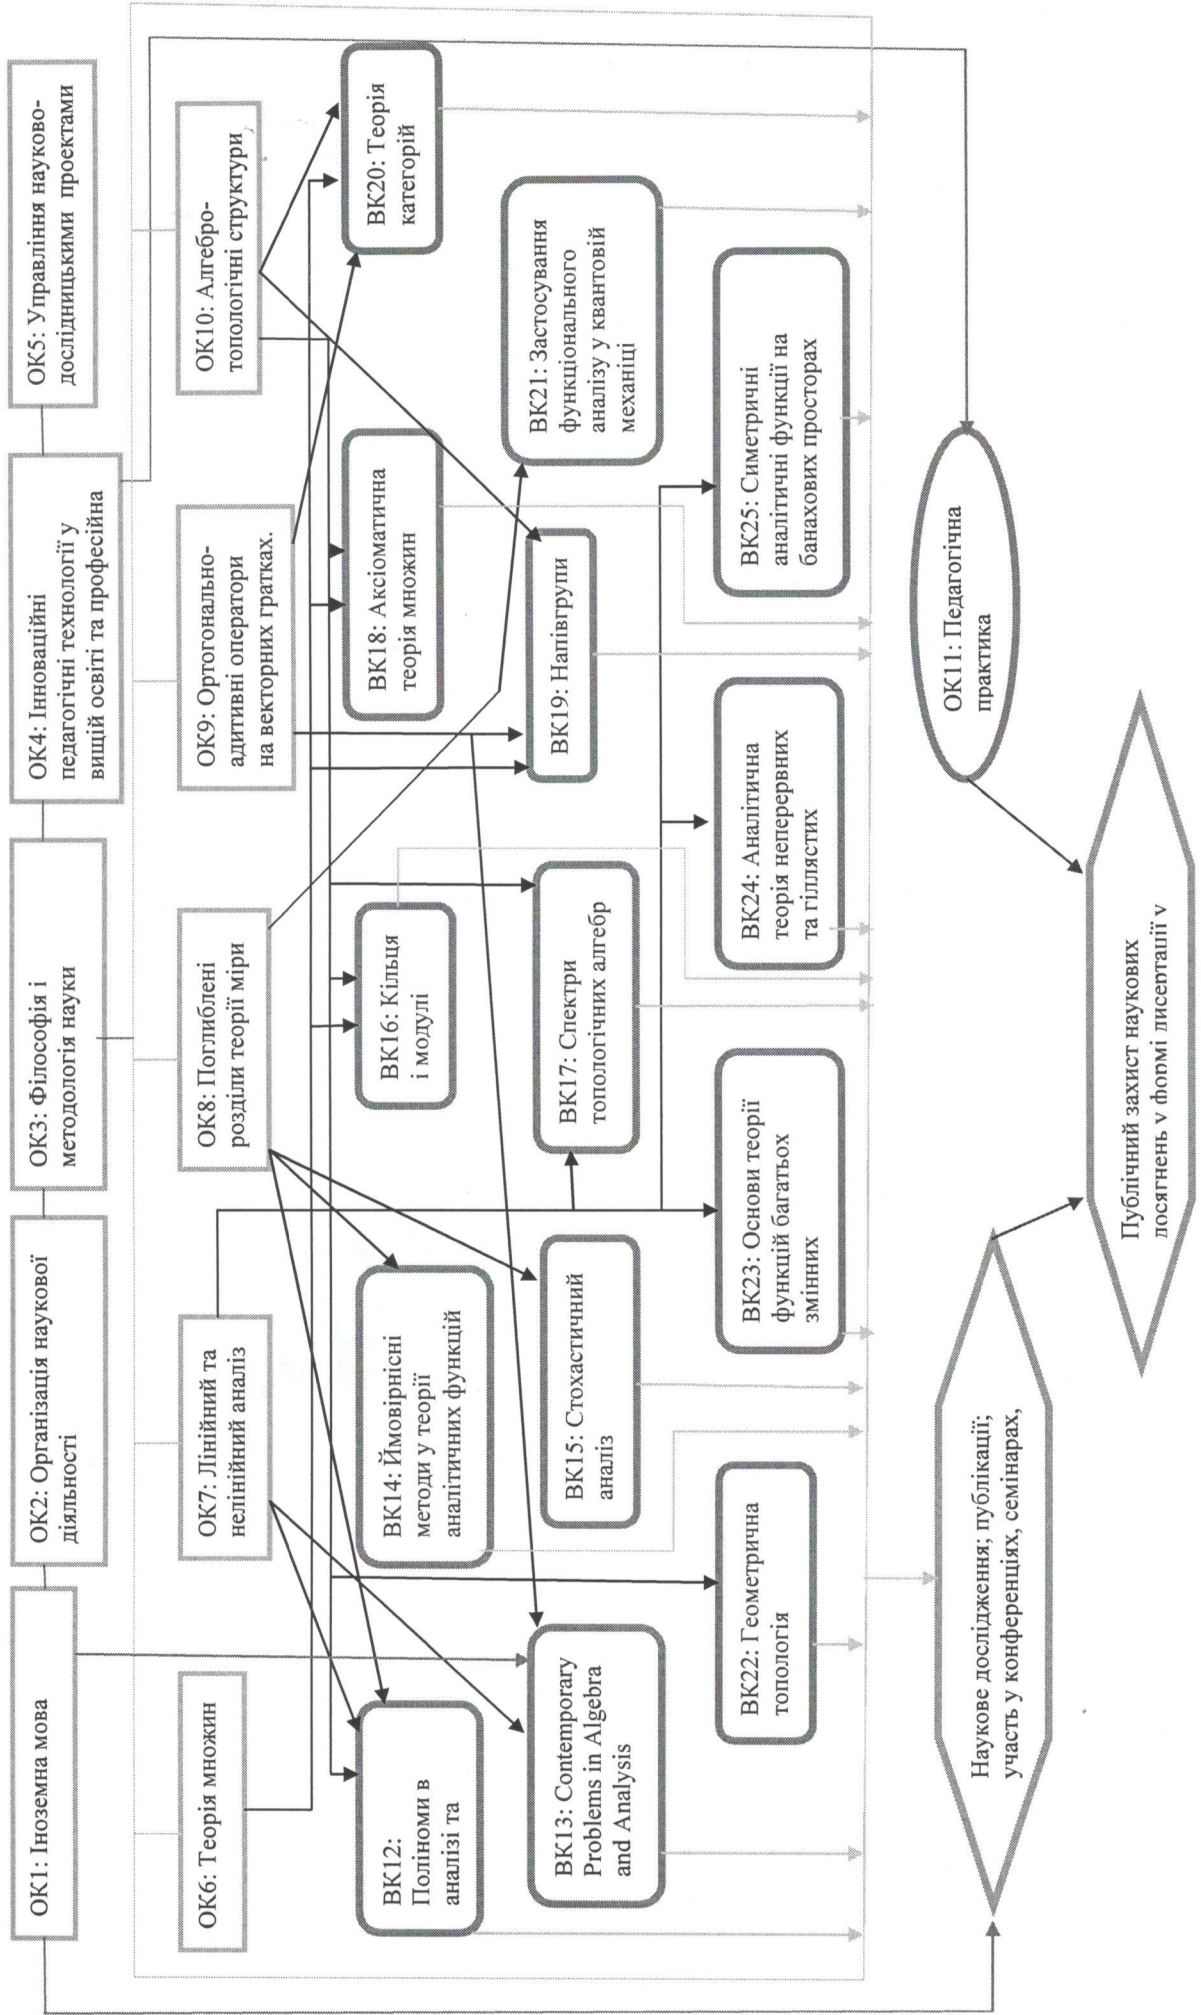 ОК1: Іноземна мова
ОК2: Організація наукової
діяльності
ОК3: Філософія і
методологія науки
ОК4: Інноваційні
педагогічні технології у
вищій освіті та професійна
ОК5: Управління науково-
дослідницькими проектами
ОК6: Теорія множин
ОК7: Лінійний та
нелінійний аналіз
ОК8: Поглиблені
розділи теорії міри
ОК9: Ортогонально-
адитивні оператори
на векторних гратках.
ОК10: Алгебро-
топологічні структури
ВК12:
Поліноми в
аналізі та
ВК14: Ймовірнісні
методи у теорії
аналітичних функцій
ВК16: Кільця
і модулі
ВК18: Аксіоматична
теорія множин
ВК20: Теорія
категорій
ВК13: Contemporary
Problems in Algebra
and Analysis
ВК15: Стохастичний
аналіз
ВК17: Спектри
топологічних алгебр
ВК19: Напівгрупи
ВК21: Застосування
функціонального
аналізу у квантовій
механіці
ВК22: Геометрична
топологія
ВК23: Основи теорії
функцій багатьох
змінних
ВК24: Аналітична
теорія неперервних
та гіллястих
ВК25: Симетричні
аналітичні функції на
банахових просторах
Наукове дослідження; публікації;
участь у конференціях, семінарах,
ОК11: Педагогічна
практика
Публічний захист наукових
досягнень у формі дисертації у